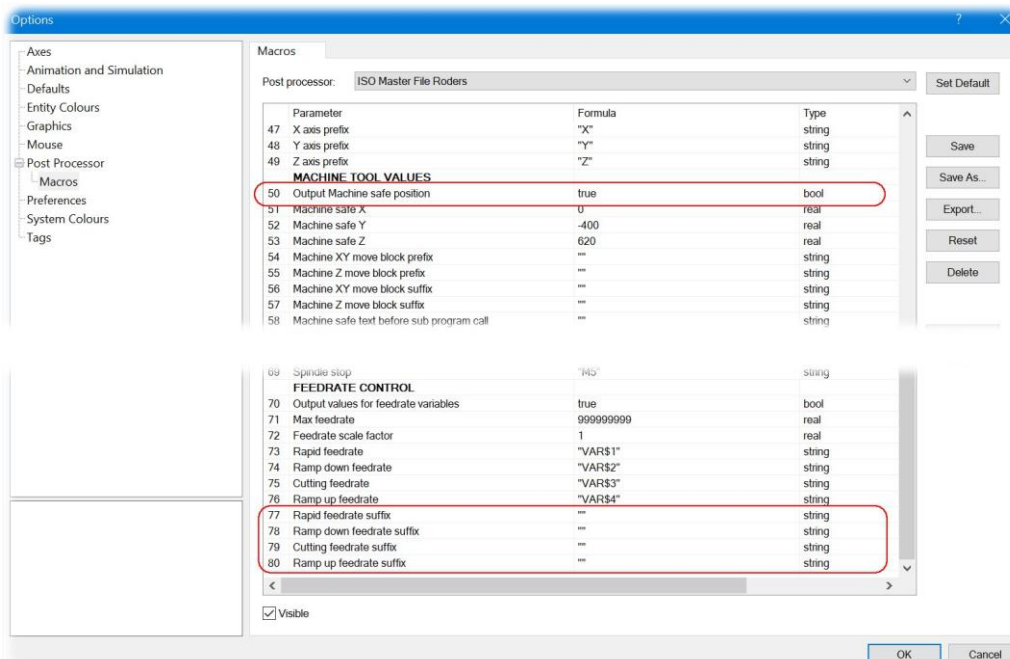 Options
?
Axes
Animation and Simulation
Defaults
Entity Colours
Graphics
Mouse
Post Processor
Macros
Preferences
System Colours
Tags
Macros
Post processor: ISO Master File Roders
Set Default
Parameter Formula Type
47 X axis prefix "X" string
48 Y axis prefix "Y" string
49 Z axis prefix "Z" string
MACHINE TOOL VALUES
50 Output Machine safe position true bool
51 Machine safe X 0 real
52 Machine safe Y -400 real
53 Machine safe Z 620 real
54 Machine XY move block prefix "" string
55 Machine Z move block prefix "" string
56 Machine XY move block suffix "" string
57 Machine Z move block suffix "" string
58 Machine safe text before sub program call "" string
Save
Save As...
Export...
Reset
Delete
69 Spindle stop "M5" string
FEEDRATE CONTROL
70 Output values for feedrate variables true bool
71 Max feedrate 999999999 real
72 Feedrate scale factor 1 real
73 Rapid feedrate "VAR$1" string
74 Ramp down feedrate "VAR$2" string
75 Cutting feedrate "VAR$3" string
76 Ramp up feedrate "VAR$4" string
77 Rapid feedrate suffix "" string
78 Ramp down feedrate suffix "" string
79 Cutting feedrate suffix "" string
80 Ramp up feedrate suffix "" string
Visible
OK
Cancel